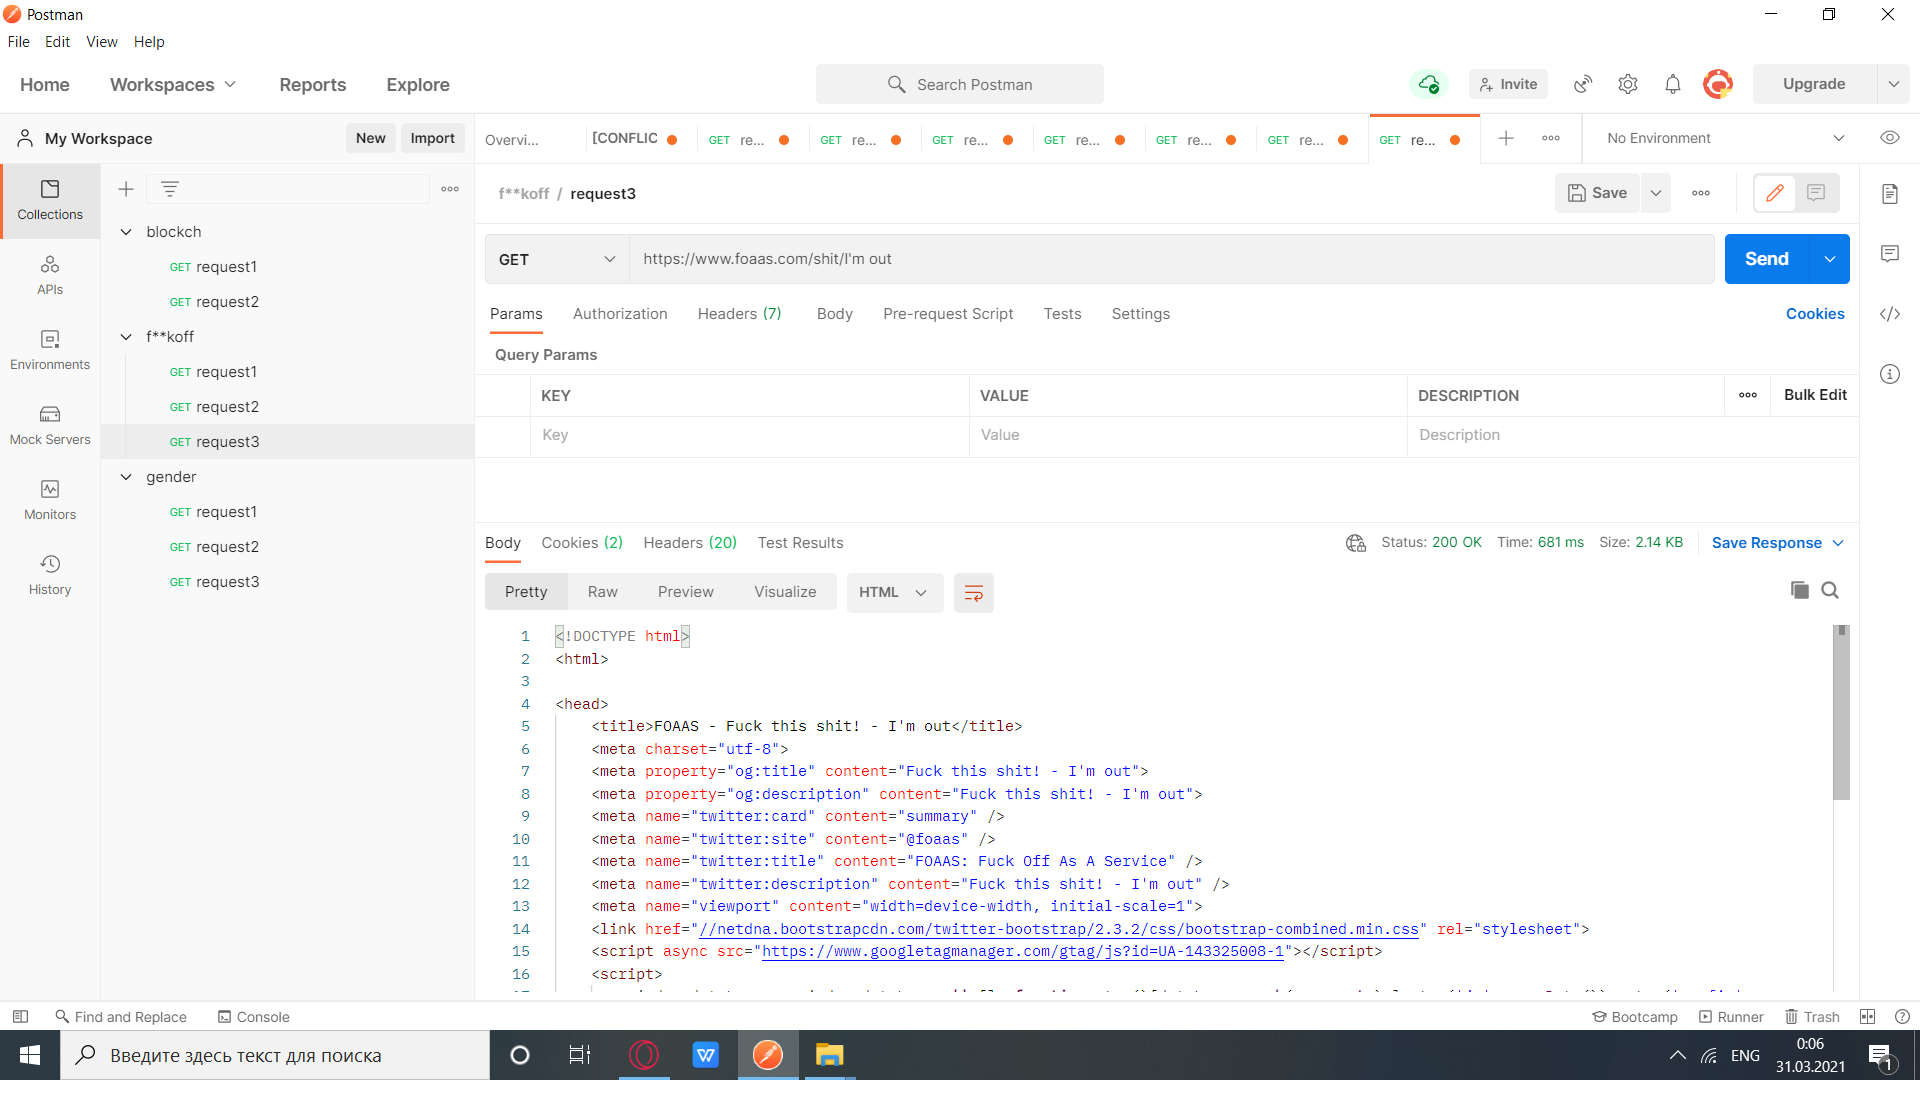 Postman
File Edit View Help
Home Workspaces Reports Explore Search Postman Invite Upgrade
My Workspace New Import Overvi... [CONFLIC GET re... GET re... GET re... GET re... GET re... GET re... GET re... No Environment
f**koff / request3 Save
Collections
blockch
GET request1
GET request2
f**koff
GET request1
GET request2
GET request3
gender
GET request1
GET request2
GET request3
APIs
Environments
Mock Servers
Monitors
History
GET https://www.foaas.com/shit/I'm out Send
Params Authorization Headers (7) Body Pre-request Script Tests Settings Cookies
Query Params
KEY VALUE DESCRIPTION Bulk Edit
Key Value Description
Body Cookies (2) Headers (20) Test Results Status: 200 OK Time: 681 ms Size: 2.14 KB Save Response
Pretty Raw Preview Visualize HTML
1 <!DOCTYPE html>
2 <html>
3
4 <head>
5 <title>FOAAS - Fuck this shit! - I'm out</title>
6 <meta charset="utf-8">
7 <meta property="og:title" content="Fuck this shit! - I'm out">
8 <meta property="og:description" content="Fuck this shit! - I'm out">
9 <meta name="twitter:card" content="summary" />
10 <meta name="twitter:site" content="@foaas" />
11 <meta name="twitter:title" content="FOAAS: Fuck Off As A Service" />
12 <meta name="twitter:description" content="Fuck this shit! - I'm out" />
13 <meta name="viewport" content="width=device-width, initial-scale=1">
14 <link href="//netdna.bootstrapcdn.com/twitter-bootstrap/2.3.2/css/bootstrap-combined.min.css" rel="stylesheet">
15 <script async src="https://www.googletagmanager.com/gtag/js?id=UA-143325008-1"></script>
16 <script>
Find and Replace Console Bootcamp Runner Trash
Введите здесь текст для поиска ENG 0:06
31.03.2021 1